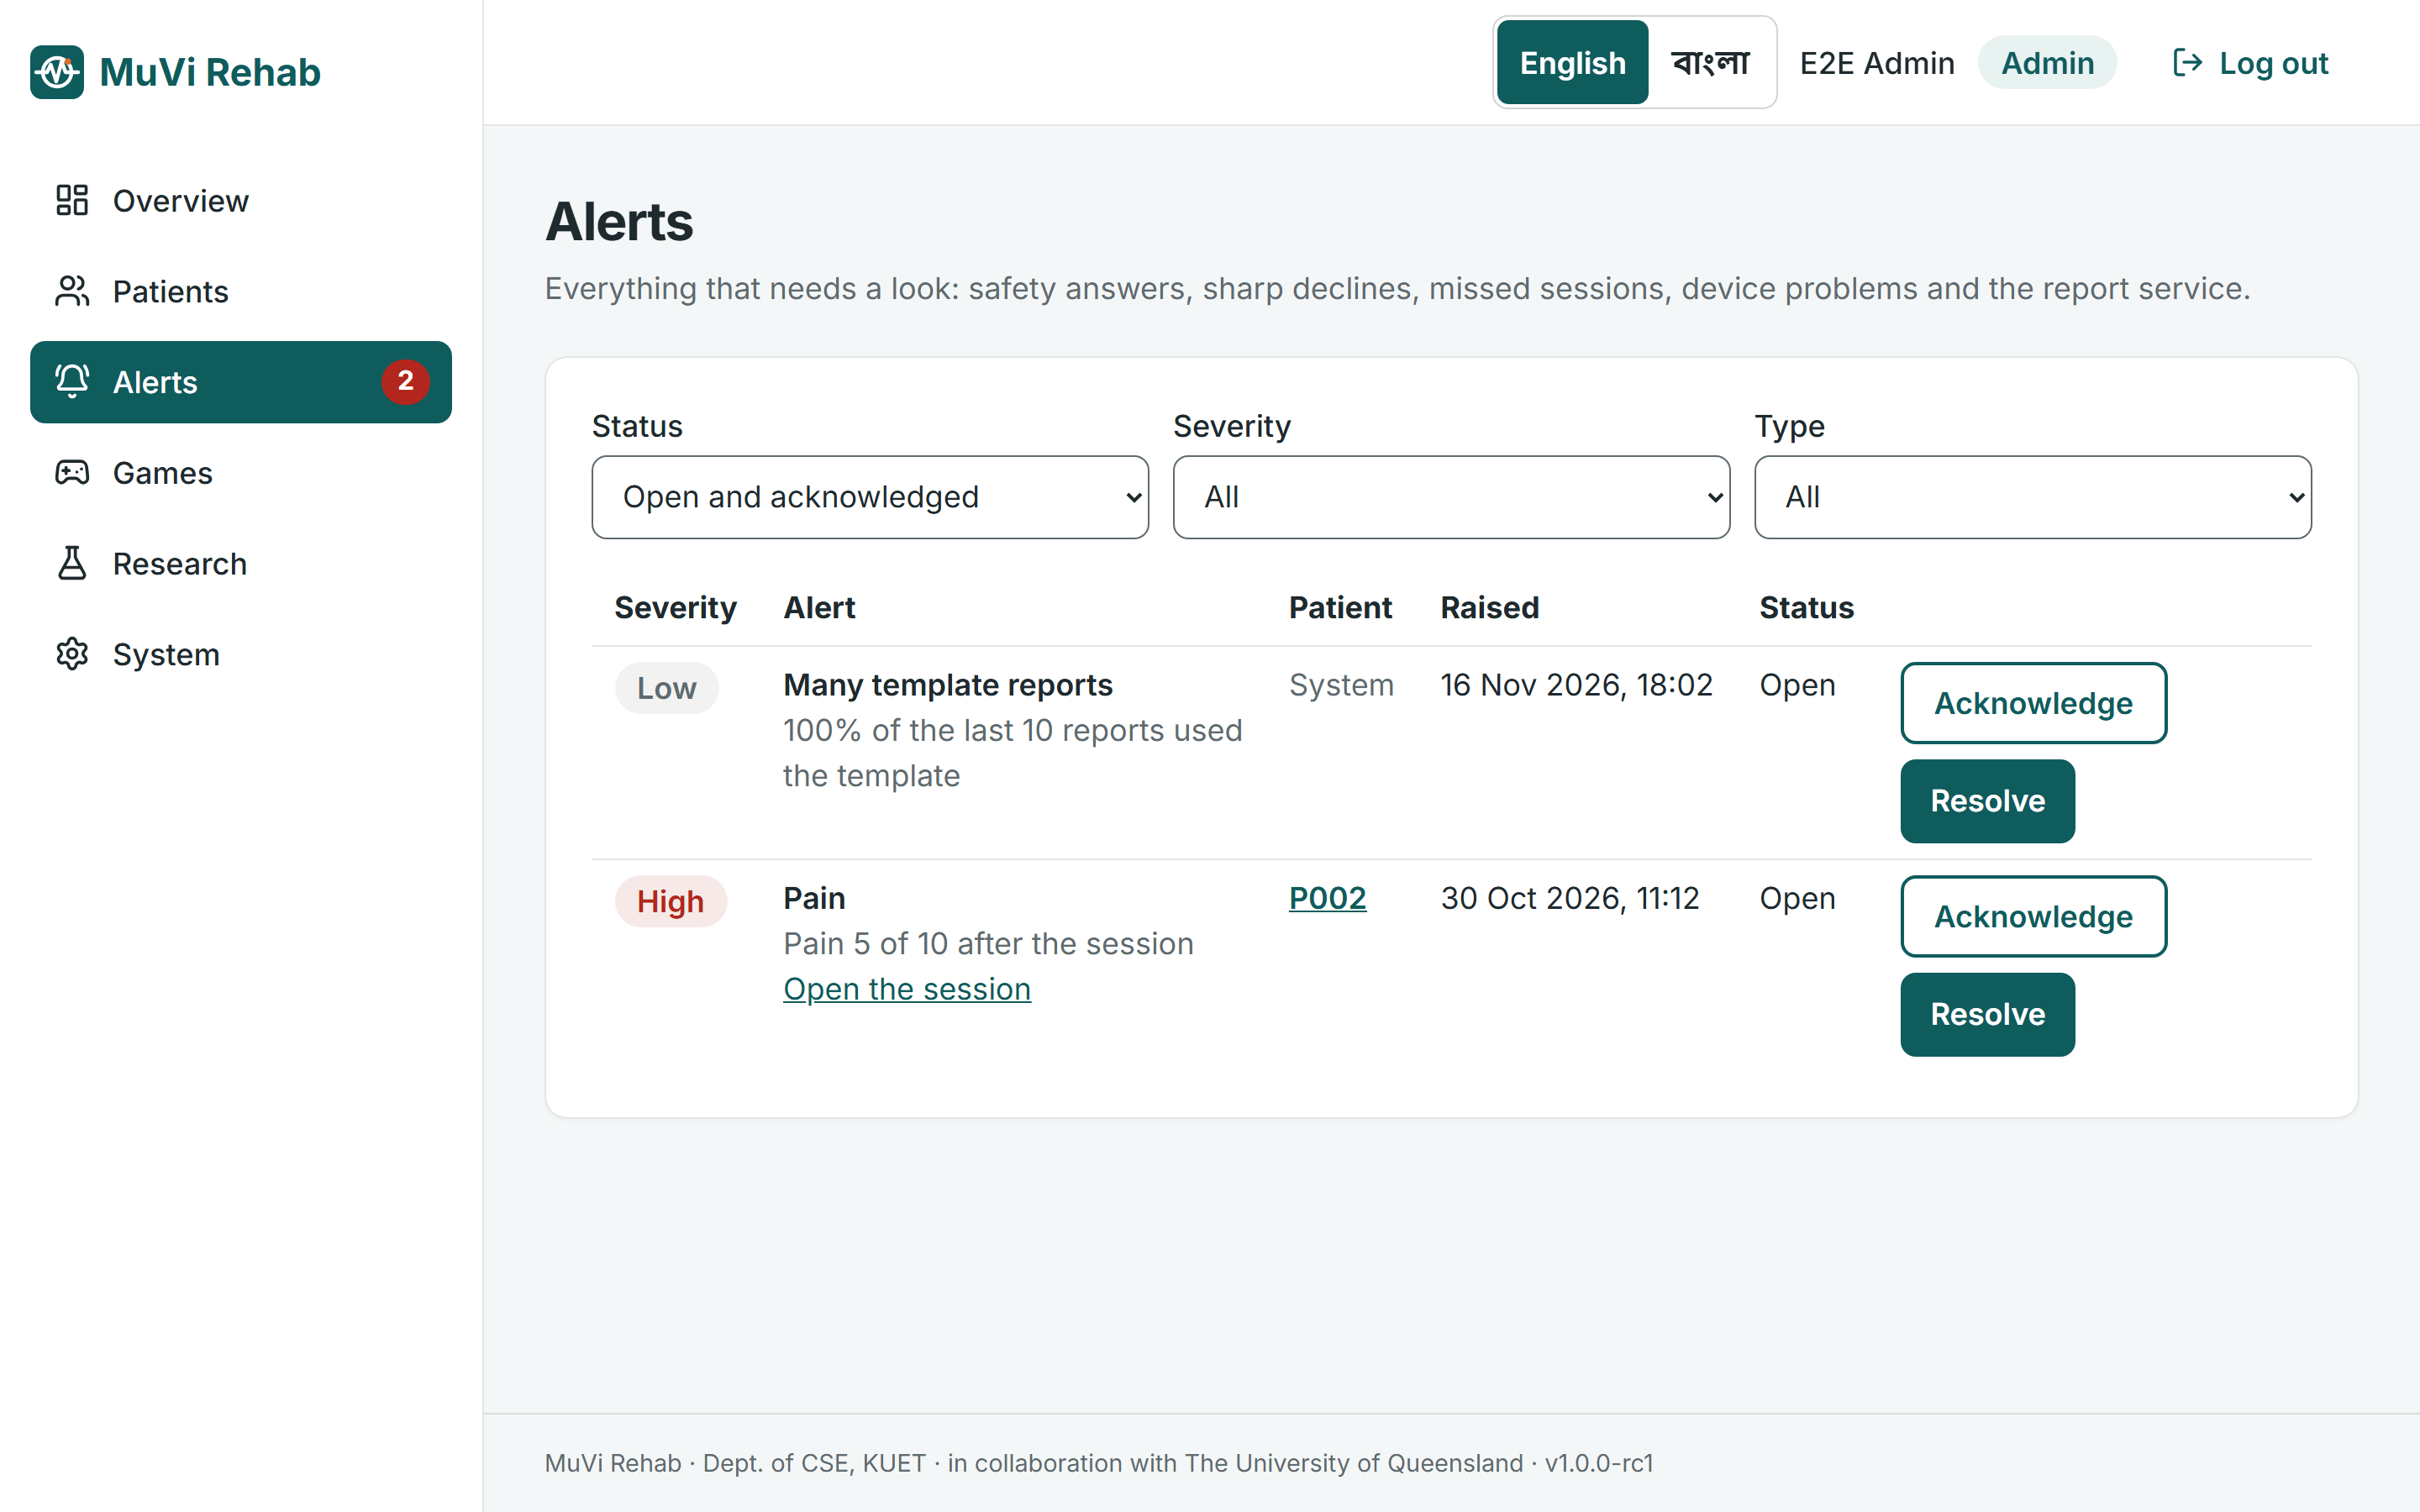 MuVi Rehab
English বাংলা E2E Admin Admin Log out
Overview
Patients
Alerts 2
Games
Research
System
Alerts
Everything that needs a look: safety answers, sharp declines, missed sessions, device problems and the report service.
Status Severity Type
Open and acknowledged All All
Severity Alert Patient Raised Status
Low Many template reports System 16 Nov 2026, 18:02 Open Acknowledge
100% of the last 10 reports used
the template
Resolve
High Pain P002 30 Oct 2026, 11:12 Open Acknowledge
Pain 5 of 10 after the session
Open the session
Resolve
MuVi Rehab · Dept. of CSE, KUET · in collaboration with The University of Queensland · v1.0.0-rc1